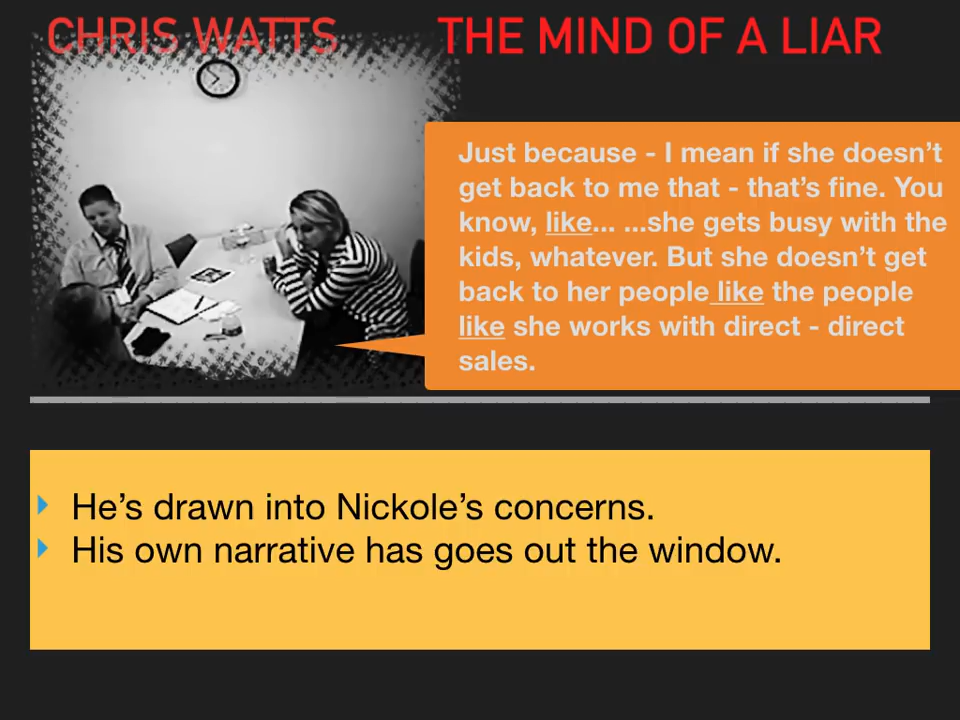 CHRIS WATTS THE MIND OF A LIAR
Just because - I mean if she doesn’t
get back to me that - that’s fine. You
know, like... ...she gets busy with the
kids, whatever. But she doesn’t get
back to her people like the people
like she works with direct - direct
sales.
He’s drawn into Nickole’s concerns.
His own narrative has goes out the window.